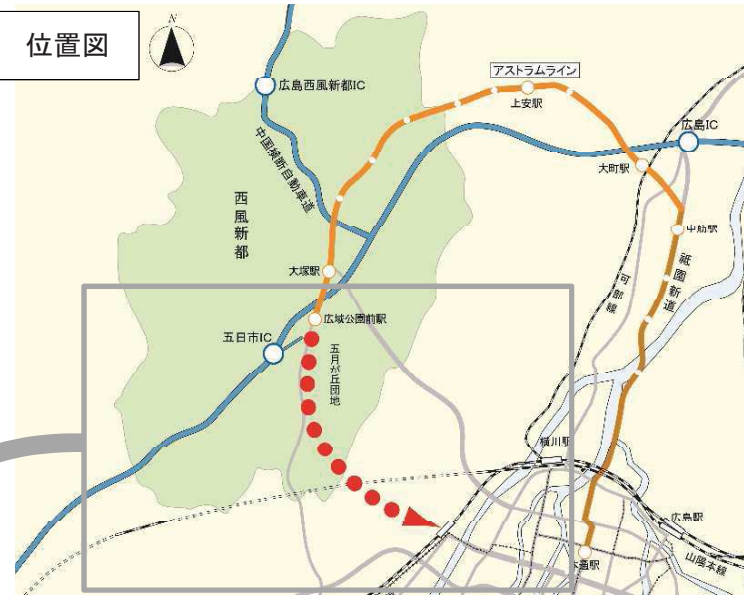 位置図
N
広島西風新都IC
アストラムライン
上安駅
広島IC
中国横断自動車道
大町駅
西風新都
中筋駅
祇園新道
大塚駅
可部線
広域公園前駅
五日市IC
五月が丘団地
横川駅
広島駅
山陽本線
本通駅